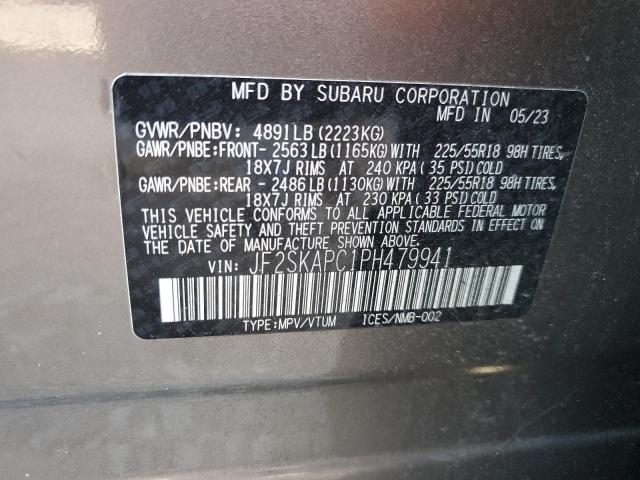 MFD BY SUBARU CORPORATION
MFD IN 05/23
GVWR/PNBV: 4891LB(2223KG)
GAWR/PNBE:FRONT- 2563LB(1165KG)WITH 225/55R18 98H TIRES,
18X7J RIMS AT 240 KPA(35 PSI)COLD
GAWR/PNBE:REAR - 2486LB(1130KG)WITH 225/55R18 98H TIRES,
18X7J RIMS AT 230 KPA(33 PSI)COLD
THIS VEHICLE CONFORMS TO ALL APPLICABLE FEDERAL MOTOR
VEHICLE SAFETY AND THEFT PREVENTION STANDARDS IN EFFECT ON
THE DATE OF MANUFACTURE SHOWN ABOVE.
VIN: JF2SKAPC1PH479941
TYPE:MPV/VTUM ICES/NMB-002